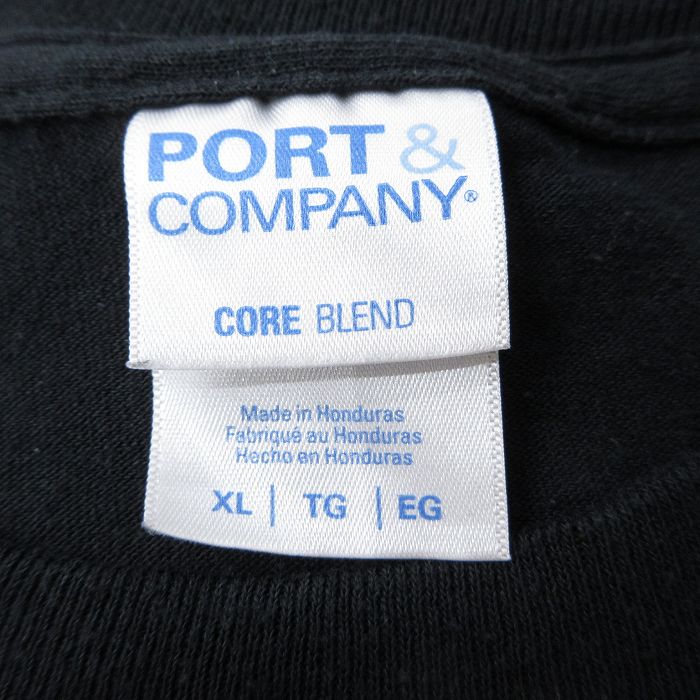 PORT &
COMPANY®
CORE BLEND
Made in Honduras
Fabriqué au Honduras
Hecho en Honduras
XL | TG | EG